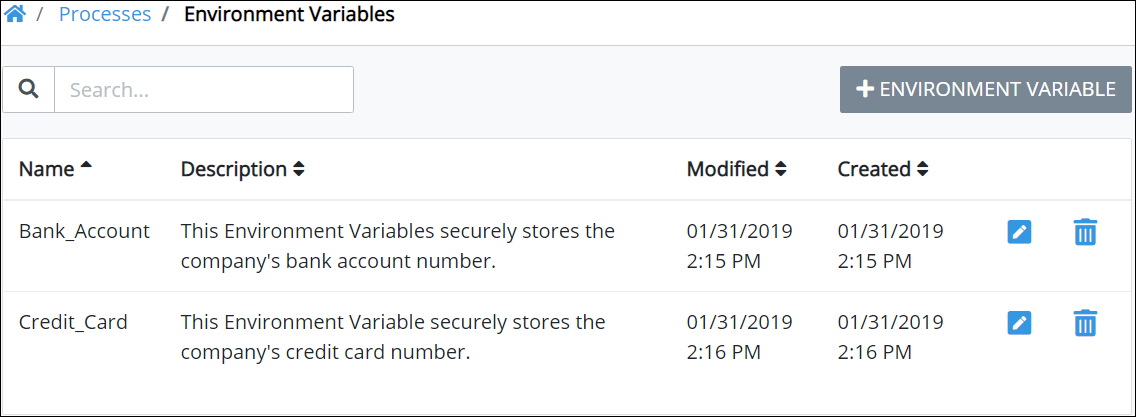 / Processes / Environment Variables
Search...
ENVIRONMENT VARIABLE
Name Description Modified Created
Bank_Account This Environment Variables securely stores the 01/31/2019 01/31/2019
company's bank account number. 2:15 PM 2:15 PM
Credit_Card This Environment Variable securely stores the 01/31/2019 01/31/2019
company's credit card number. 2:16 PM 2:16 PM